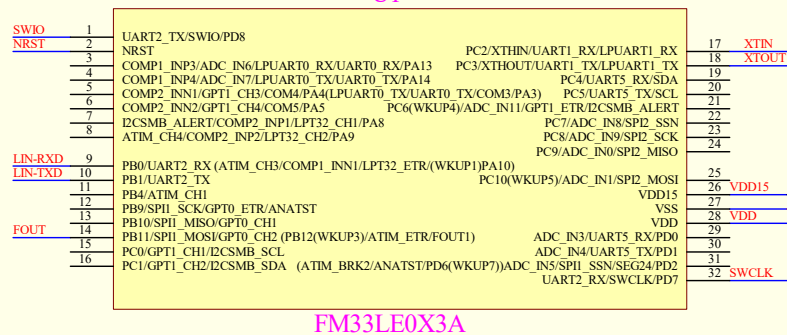 SWIO 1 UART2_TX/SWIO/PD8
NRST 2 NRST
3 COMP1_INP3/ADC_IN6/LPUART0_RX/UART0_RX/PA13
4 COMP1_INP4/ADC_IN7/LPUART0_TX/UART0_TX/PA14
5 COMP2_INN1/GPT1_CH3/COM4/PA4(LPUART0_TX/UART0_TX/COM3/PA3)
6 COMP2_INN2/GPT1_CH4/COM5/PA5
7 I2CSMB_ALERT/COMP2_INP1/LPT32_CH1/PA8
8 ATIM_CH4/COMP2_INP2/LPT32_CH2/PA9
LIN-RXD 9 PB0/UART2_RX (ATIM_CH3/COMP1_INN1/LPT32_ETR/(WKUP1)PA10)
LIN-TXD 10 PB1/UART2_TX
11 PB4/ATIM_CH1
12 PB9/SPI1_SCK/GPT0_ETR/ANATST
13 PB10/SPI1_MISO/GPT0_CH1
FOUT 14 PB11/SPI1_MOSI/GPT0_CH2 (PB12(WKUP3)/ATIM_ETR/FOUT1)
15 PC0/GPT1_CH1/I2CSMB_SCL
16 PC1/GPT1_CH2/I2CSMB_SDA
PC2/XTHIN/UART1_RX/LPUART1_RX 17 XTIN
PC3/XTHOUT/UART1_TX/LPUART1_TX 18 XTOUT
PC4/UART5_RX/SDA 19
PC5/UART5_TX/SCL 20
PC6(WKUP4)/ADC_IN11/GPT1_ETR/I2CSMB_ALERT 21
PC7/ADC_IN8/SPI2_SSN 22
PC8/ADC_IN9/SPI2_SCK 23
PC9/ADC_IN0/SPI2_MISO 24
PC10(WKUP5)/ADC_IN1/SPI2_MOSI 25
VDD15 26 VDD15
VSS 27
VDD 28 VDD
ADC_IN3/UART5_RX/PD0 29
ADC_IN4/UART5_TX/PD1 30
(ATIM_BRK2/ANATST/PD6(WKUP7))ADC_IN5/SPI1_SSN/SEG24/PD2 31
UART2_RX/SWCLK/PD7 32 SWCLK
FM33LE0X3A